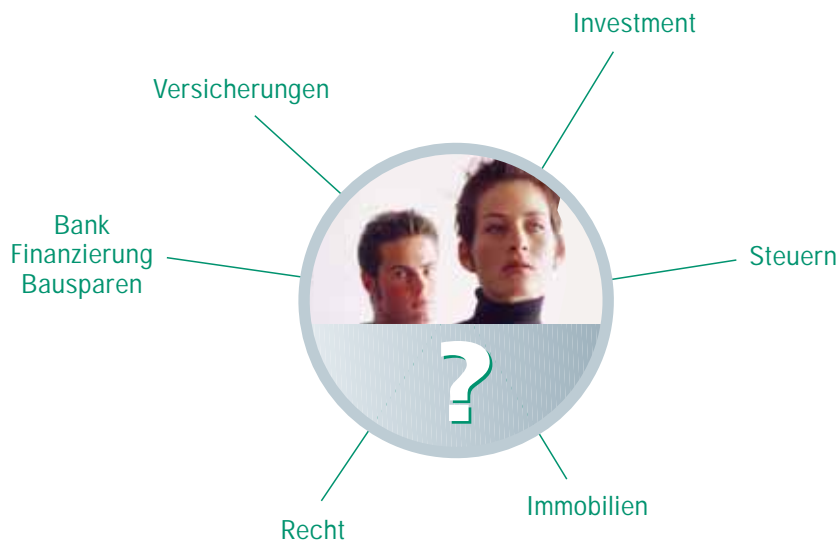 Investment
Versicherungen
Bank
Finanzierung
Bausparen
Steuern
?
Immobilien
Recht